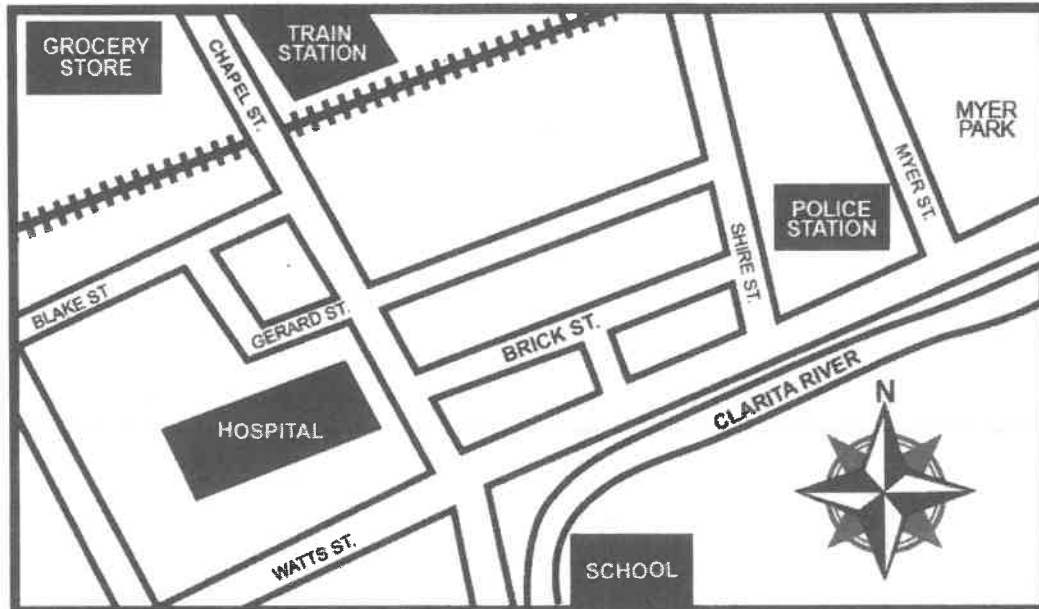 GROCERY
STORE
CHAPEL ST.
TRAIN
STATION
MYER
PARK
MYER ST.
POLICE
STATION
SHIRE ST.
BLAKE ST
GERARD ST.
BRICK ST.
CLARITA RIVER
N
HOSPITAL
WATTS ST.
SCHOOL